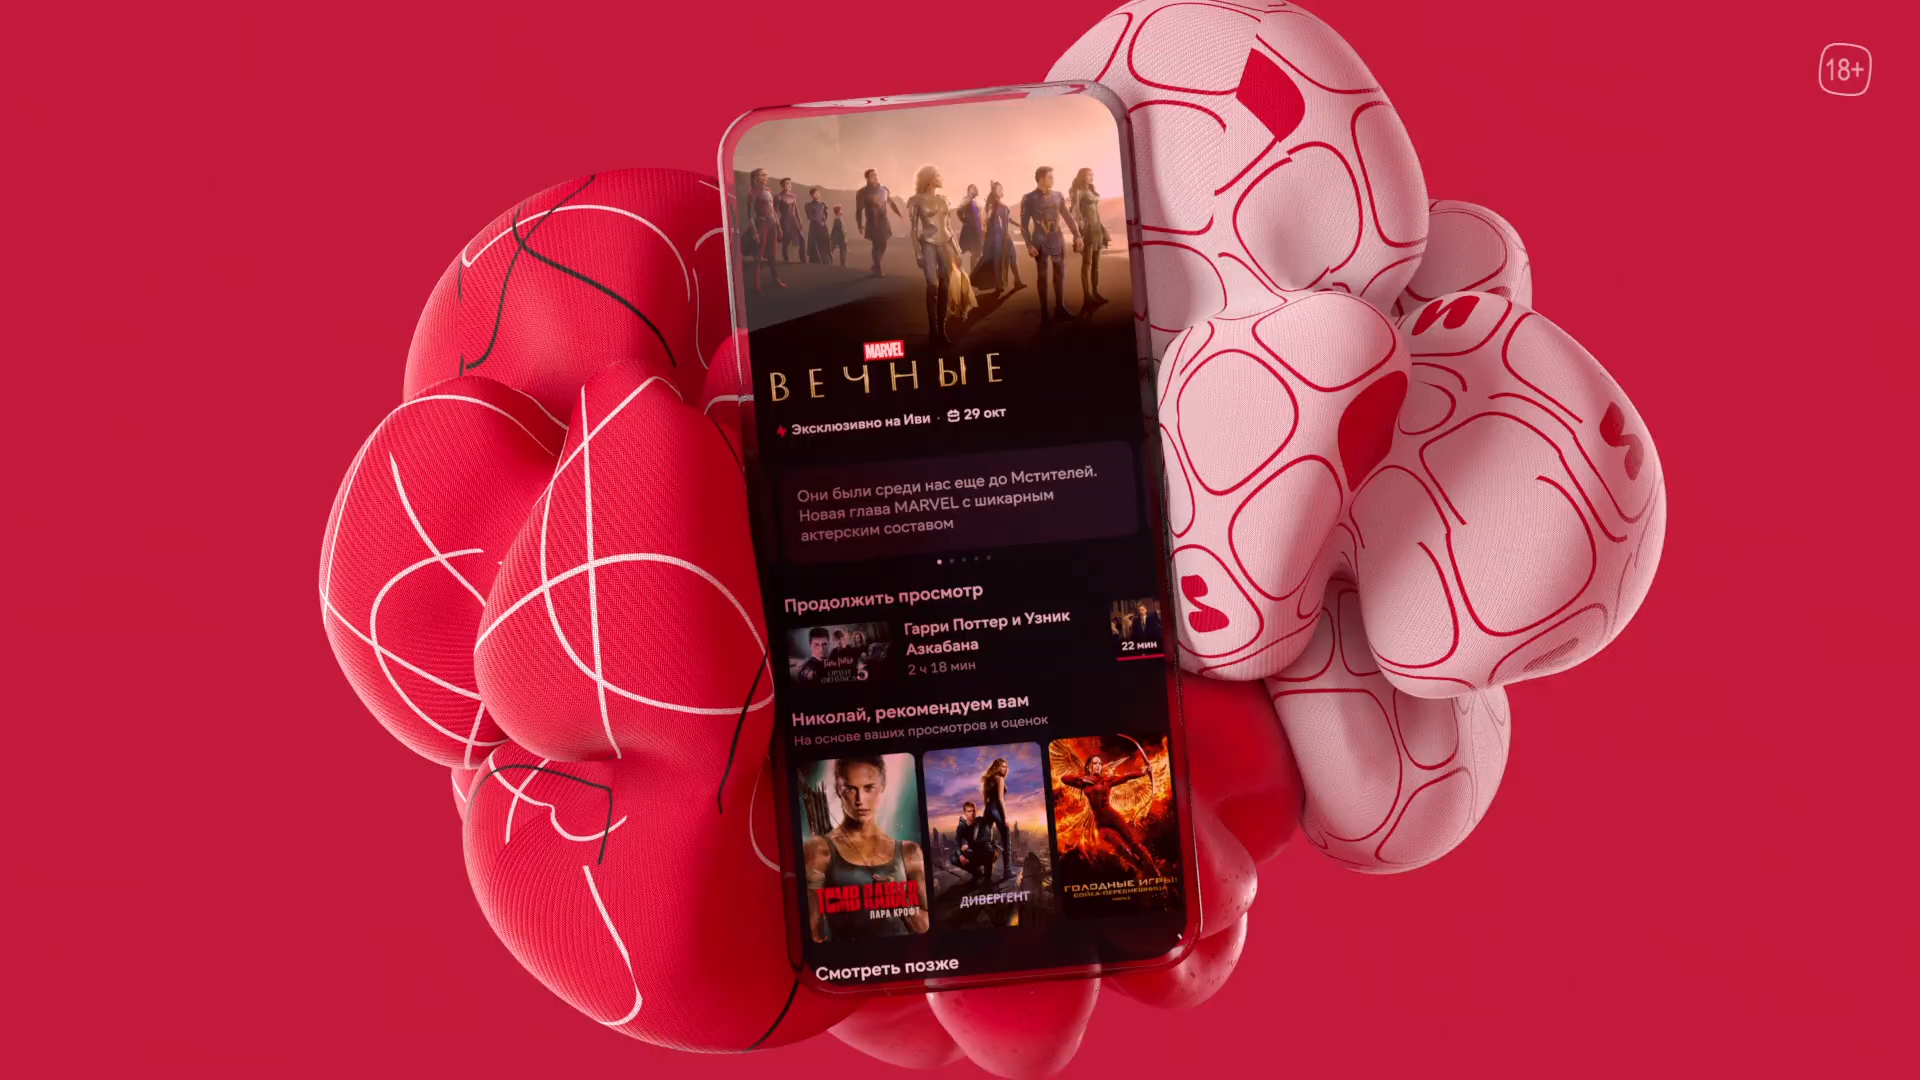 18+
MARVEL
ВЕЧНЫЕ
Эксклюзивно на Иви · 29 окт
Они были среди нас еще до Мстителей.
Новая глава MARVEL с шикарным
актерским составом
Продолжить просмотр
Гарри Поттер и Узник
Азкабана
2 ч 18 мин
22 мин
Николай, рекомендуем вам
На основе ваших просмотров и оценок
TOMB RAIDER
ЛАРА КРОФТ
ДИВЕРГЕНТ
ГОЛОДНЫЕ ИГРЫ:
СОЙКА-ПЕРЕСМЕШНИЦА
Смотреть позже